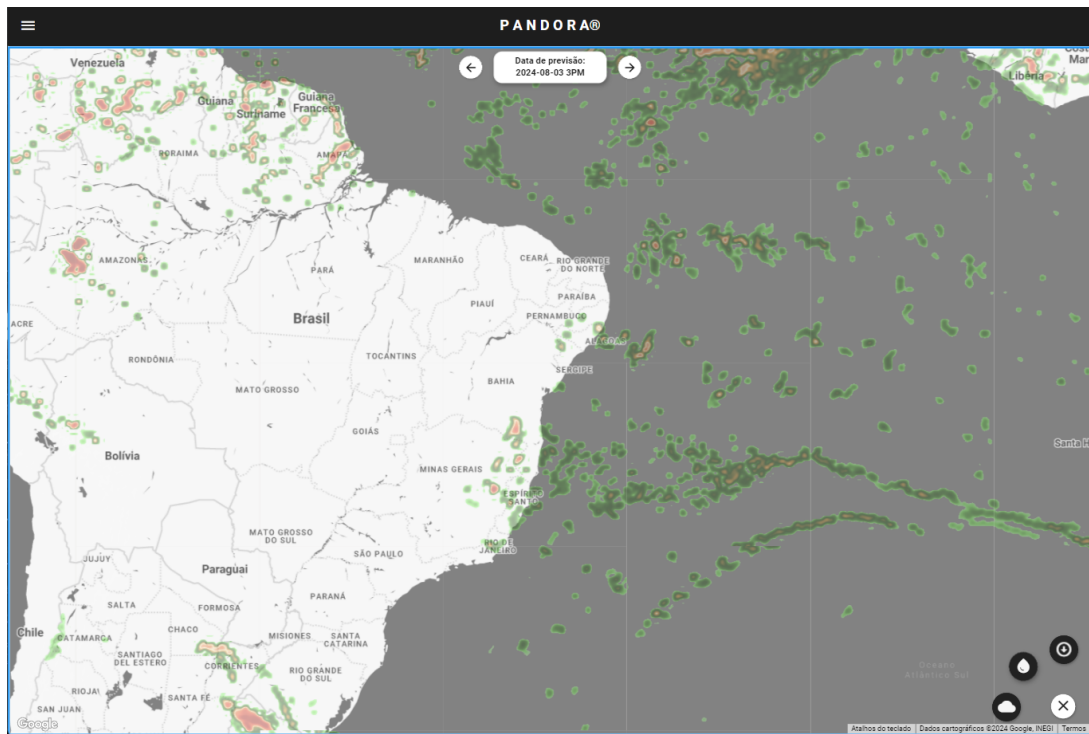 PANDORA®
Data de previsão:
2024-08-03 3PM
Venezuela
Guiana
Suriname
Guiana
Francesa
Libéria
RORAIMA
AMAPÁ
AMAZONAS
PARÁ
MARANHÃO
CEARÁ
RIO GRANDE
DO NORTE
PIAUÍ
PARAÍBA
PERNAMBUCO
ACRE
Brasil
ALAGOAS
RONDÔNIA
TOCANTINS
SERGIPE
MATO GROSSO
BAHIA
GOIÁS
Bolívia
MINAS GERAIS
Santa H
ESPÍRITO
SANTO
MATO GROSSO
DO SUL
RIO DE
JANEIRO
SÃO PAULO
JUJUY
Paraguai
PARANÁ
SALTA
FORMOSA
Chile
CATAMARCA
CHACO
MISIONES
SANTA
CATARINA
SANTIAGO
DEL ESTERO
CORRIENTES
RIO GRANDE
DO SUL
Oceano
Atlântico Sul
RIOJA
SANTA FÉ
SAN JUAN
Google
Atalhos do teclado
Dados cartográficos ©2024 Google, INEGI
Termos